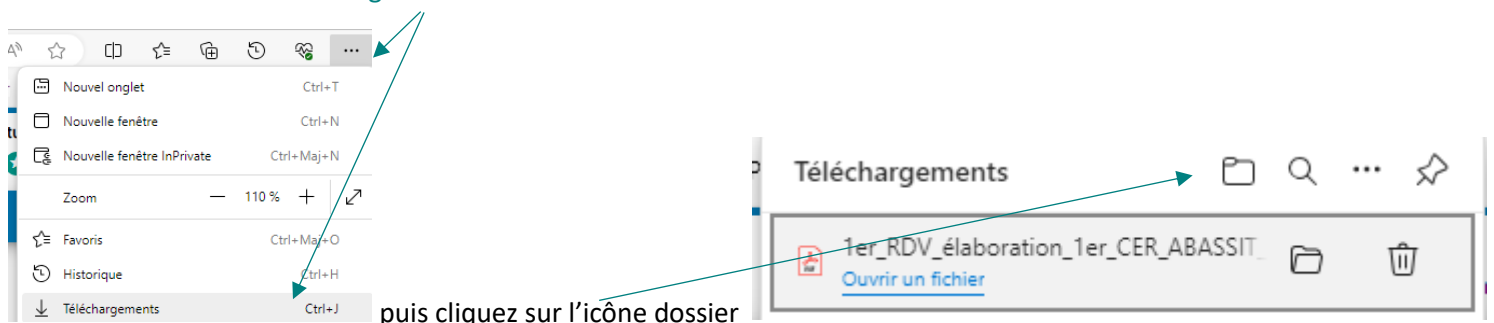 Nouvel onglet Ctrl+T
Nouvelle fenêtre Ctrl+N
Nouvelle fenêtre InPrivate Ctrl+Maj+N
Zoom — 110 % +
Favoris Ctrl+Maj+O
Historique Ctrl+H
Téléchargements Ctrl+J
puis cliquez sur l'icône dossier
Téléchargements
1er_RDV_élaboration_1er_CER_ABASSIT_
Ouvrir un fichier